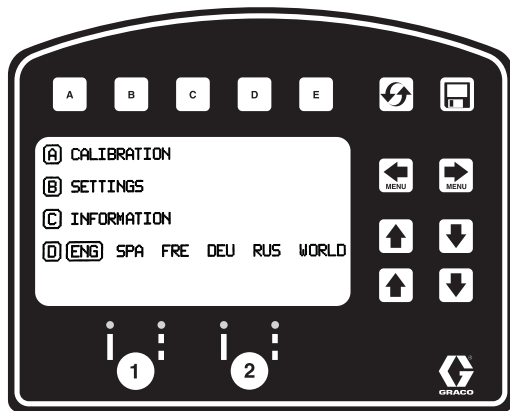 A B C D E
A CALIBRATION
B SETTINGS
C INFORMATION
D ENG SPA FRE DEU RUS WORLD
MENU MENU
1 2
GRACO